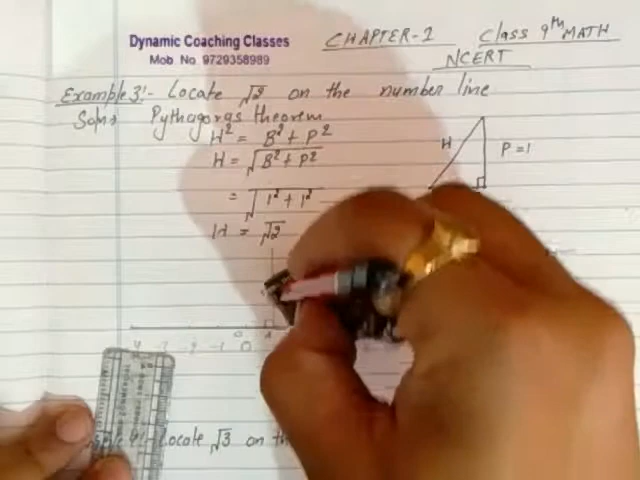 Dynamic Coaching Classes
Mob. No. 9729358989
CHAPTER-1
Class 9th MATH
NCERT
Example 3:- Locate √2 on the number line
Soln:- Pythagoras theorem
H² = B² + P²
H = √B² + P²
= √1² + 1²
H = √2
H P = 1
O A
Locate √3 on th